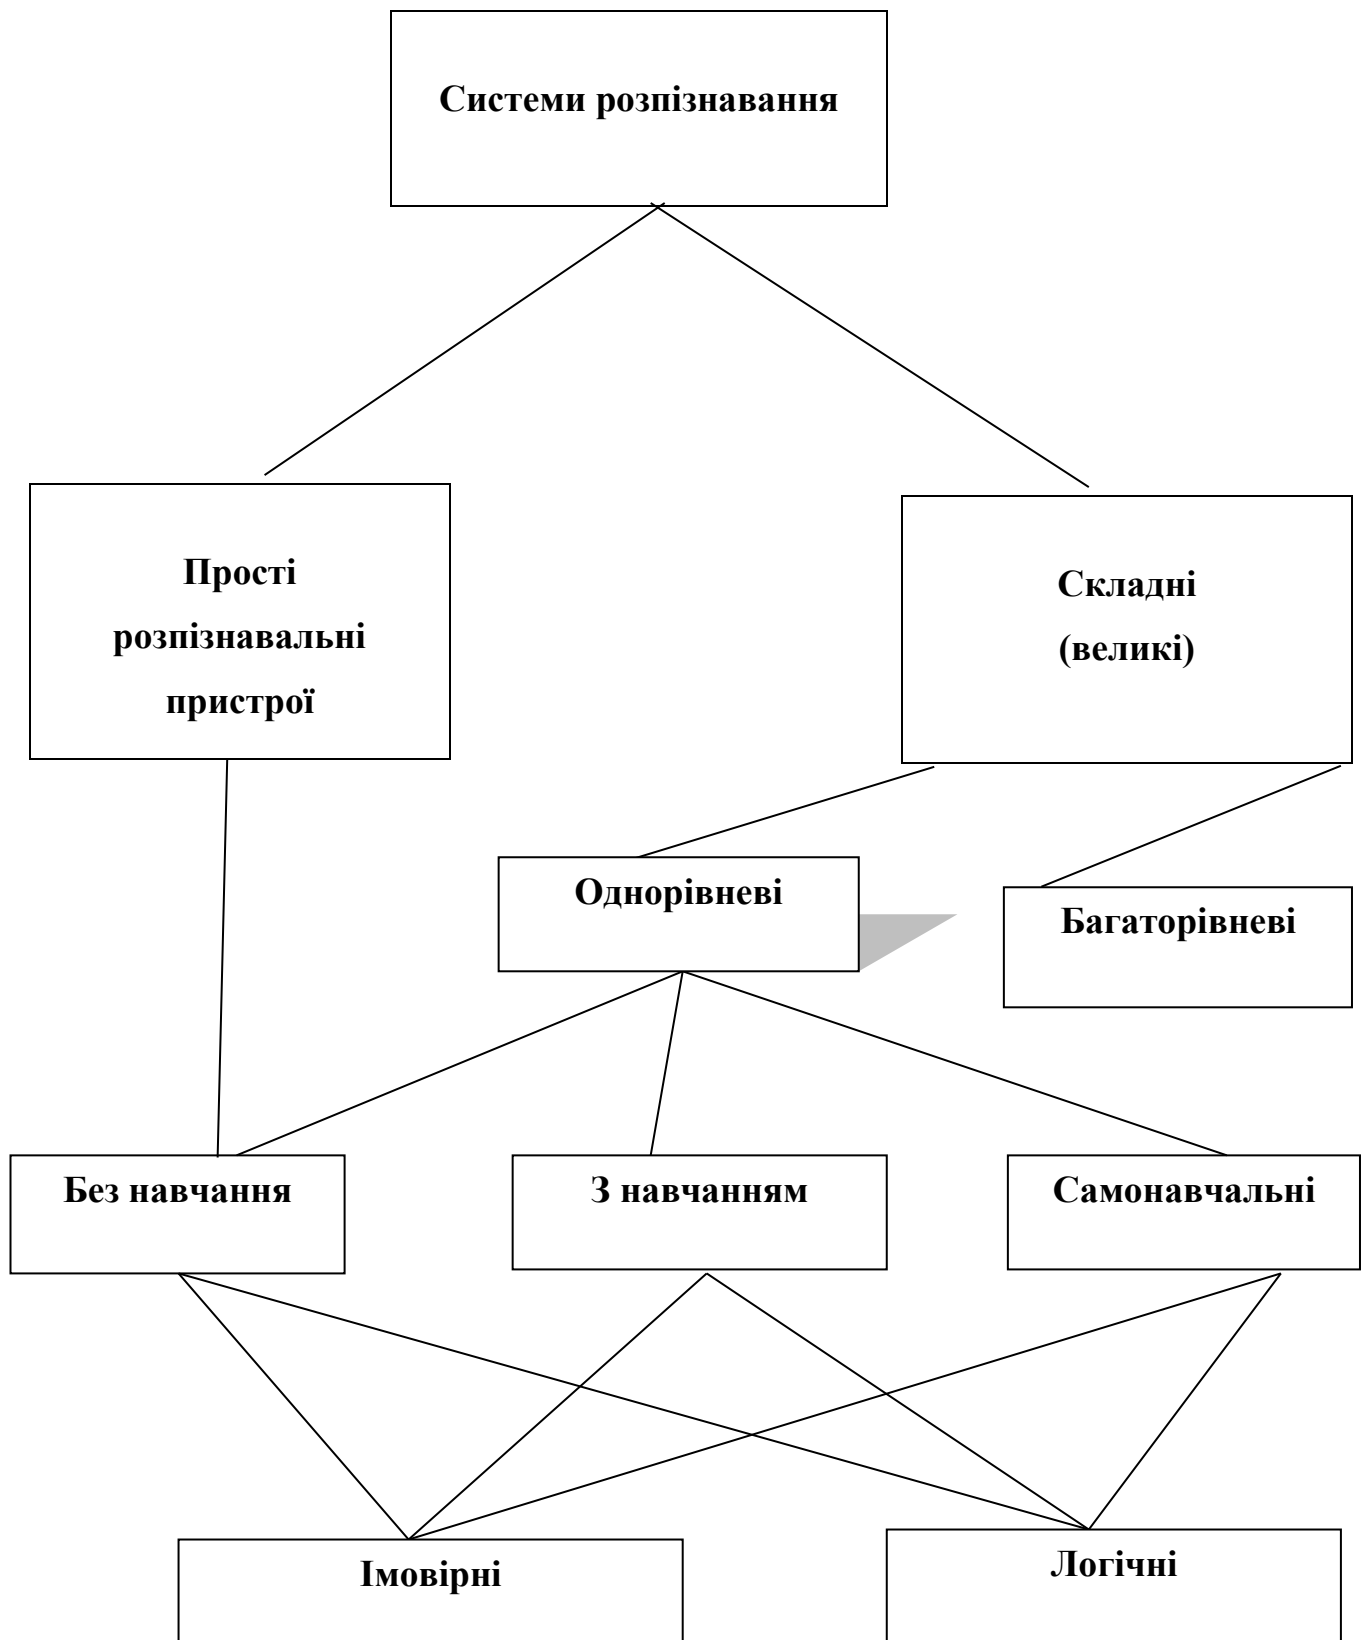 Системи розпізнавання
Прості
розпізнавальні
пристрої
Складні
(великі)
Однорівневі
Багаторівневі
Без навчання
З навчанням
Самонавчальні
Імовірні
Логічні